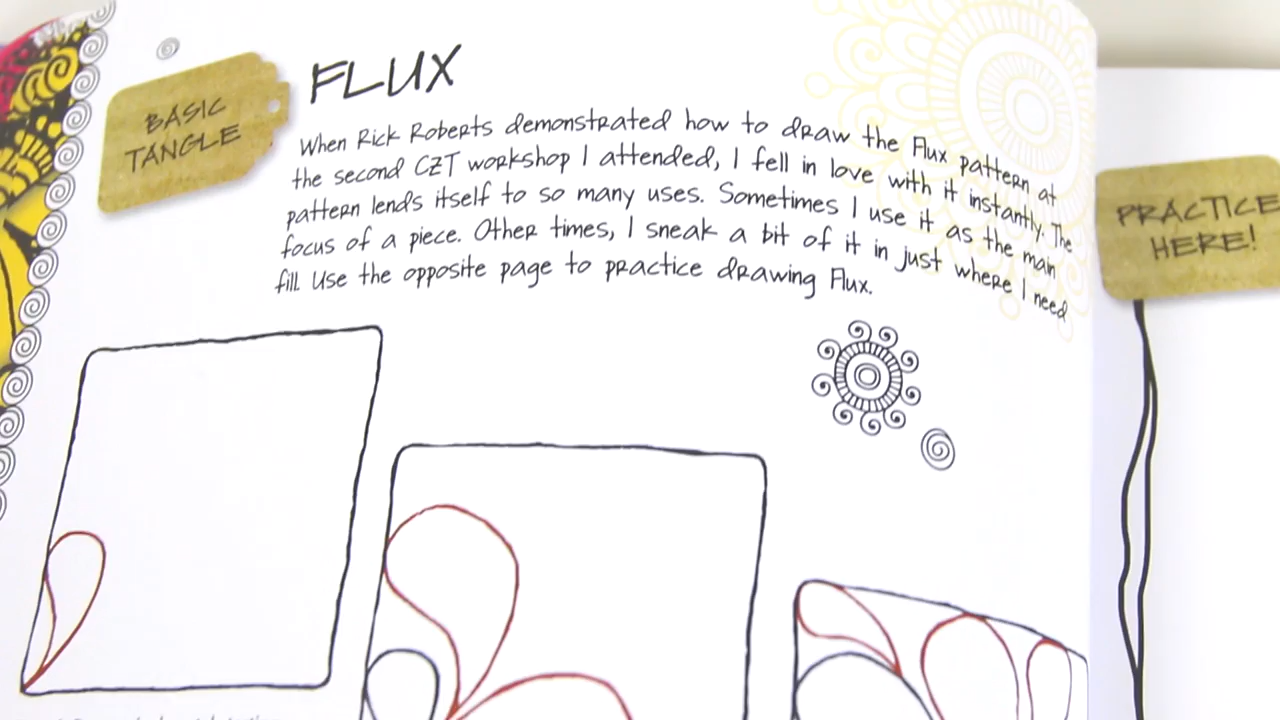 BASIC
TANGLE
FLUX
When Rick Roberts demonstrated how to draw the Flux pattern at
the second CZT workshop I attended, I fell in love with it instantly. The
pattern lends itself to so many uses. Sometimes I use it as the main
focus of a piece. Other times, I sneak a bit of it in just where I need
fill. Use the opposite page to practice drawing Flux.
PRACTICE
HERE!